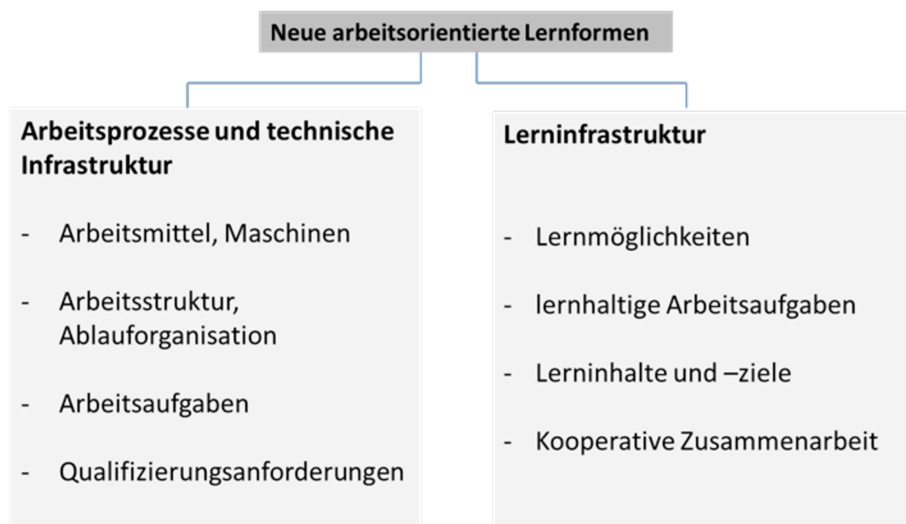 Neue arbeitsorientierte Lernformen
Arbeitsprozesse und technische
Infrastruktur
- Arbeitsmittel, Maschinen
- Arbeitsstruktur,
Ablauforganisation
- Arbeitsaufgaben
- Qualifizierungsanforderungen
Lerninfrastruktur
- Lernmöglichkeiten
- lernhaltige Arbeitsaufgaben
- Lerninhalte und –ziele
- Kooperative Zusammenarbeit